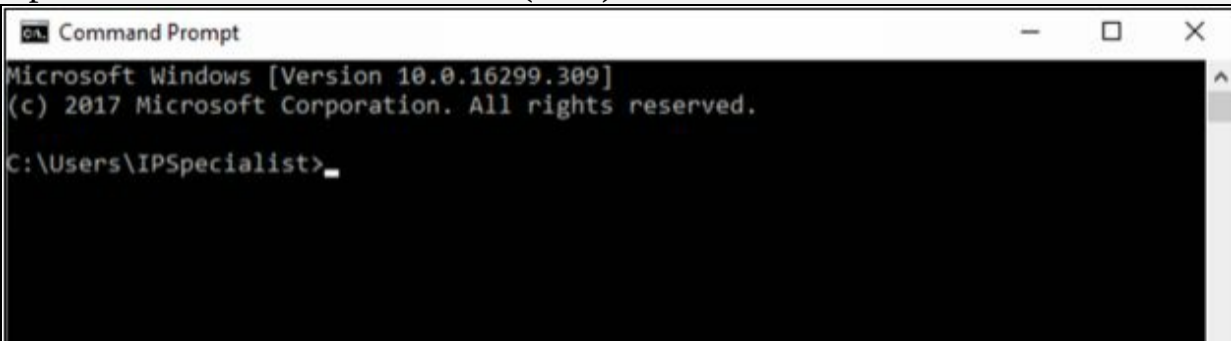 Command Prompt
Microsoft Windows [Version 10.0.16299.309]
(c) 2017 Microsoft Corporation. All rights reserved.
C:\Users\IPSpecialist>